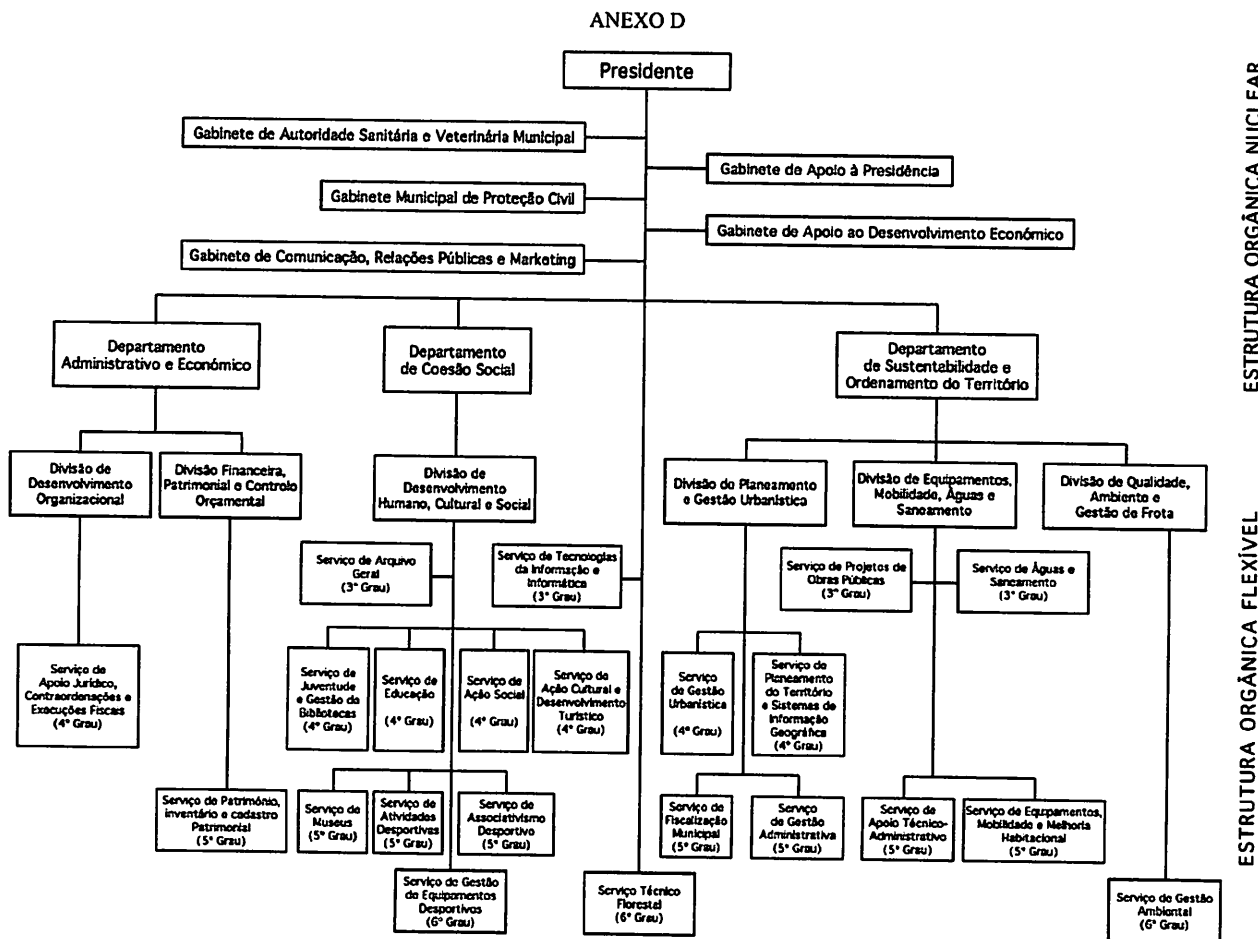 ANEXO D
Presidente
Gabinete de Autoridade Sanitária e Veterinária Municipal
Gabinete de Apoio à Presidência
Gabinete Municipal de Proteção Civil
Gabinete de Apoio ao Desenvolvimento Económico
Gabinete de Comunicação, Relações Públicas e Marketing
ESTRUTURA ORGÂNICA NUCLEAR
Departamento
Administrativo e Económico
Departamento
de Coesão Social
Departamento
de Sustentabilidade e
Ordenamento do Território
Divisão de
Desenvolvimento
Organizacional
Divisão Financeira,
Patrimonial e Controlo
Orçamental
Divisão de
Desenvolvimento
Humano, Cultural e Social
Divisão de Planeamento
e Gestão Urbanística
Divisão de Equipamentos,
Mobilidade, Águas e
Saneamento
Divisão de Qualidade,
Ambiente e
Gestão de Frota
ESTRUTURA ORGÂNICA FLEXÍVEL
Serviço de Arquivo
Geral
(3º Grau)
Serviço de Tecnologias
da Informação e
Informática
(3º Grau)
Serviço de Projetos de
Obras Públicas
(3º Grau)
Serviço de Águas e
Saneamento
(3º Grau)
Serviço de
Apoio Jurídico,
Contraordenações e
Execuções Fiscais
(4º Grau)
Serviço de
Juventude
e Gestão de
Bibliotecas
(4º Grau)
Serviço de
Educação
(4º Grau)
Serviço de
Ação Social
(4º Grau)
Serviço de
Ação Cultural e
Desenvolvimento
Turístico
(4º Grau)
Serviço
de Gestão
Urbanística
(4º Grau)
Serviço de
Planeamento
do Território
e Sistemas de
Informação
Geográfica
(4º Grau)
Serviço de Património,
inventário e cadastro
Patrimonial
(5º Grau)
Serviço de
Museus
(5º Grau)
Serviço de
Atividades
Desportivas
(5º Grau)
Serviço de
Associativismo
Desportivo
(5º Grau)
Serviço de
Fiscalização
Municipal
(5º Grau)
Serviço
de Gestão
Administrativa
(5º Grau)
Serviço de
Apoio Técnico-
Administrativo
(5º Grau)
Serviço de Equipamentos,
Mobilidade e Melhoria
Habitacional
(5º Grau)
Serviço de Gestão
de Equipamentos
Desportivos
(6º Grau)
Serviço Técnico
Florestal
(6º Grau)
Serviço de Gestão
Ambiental
(6º Grau)